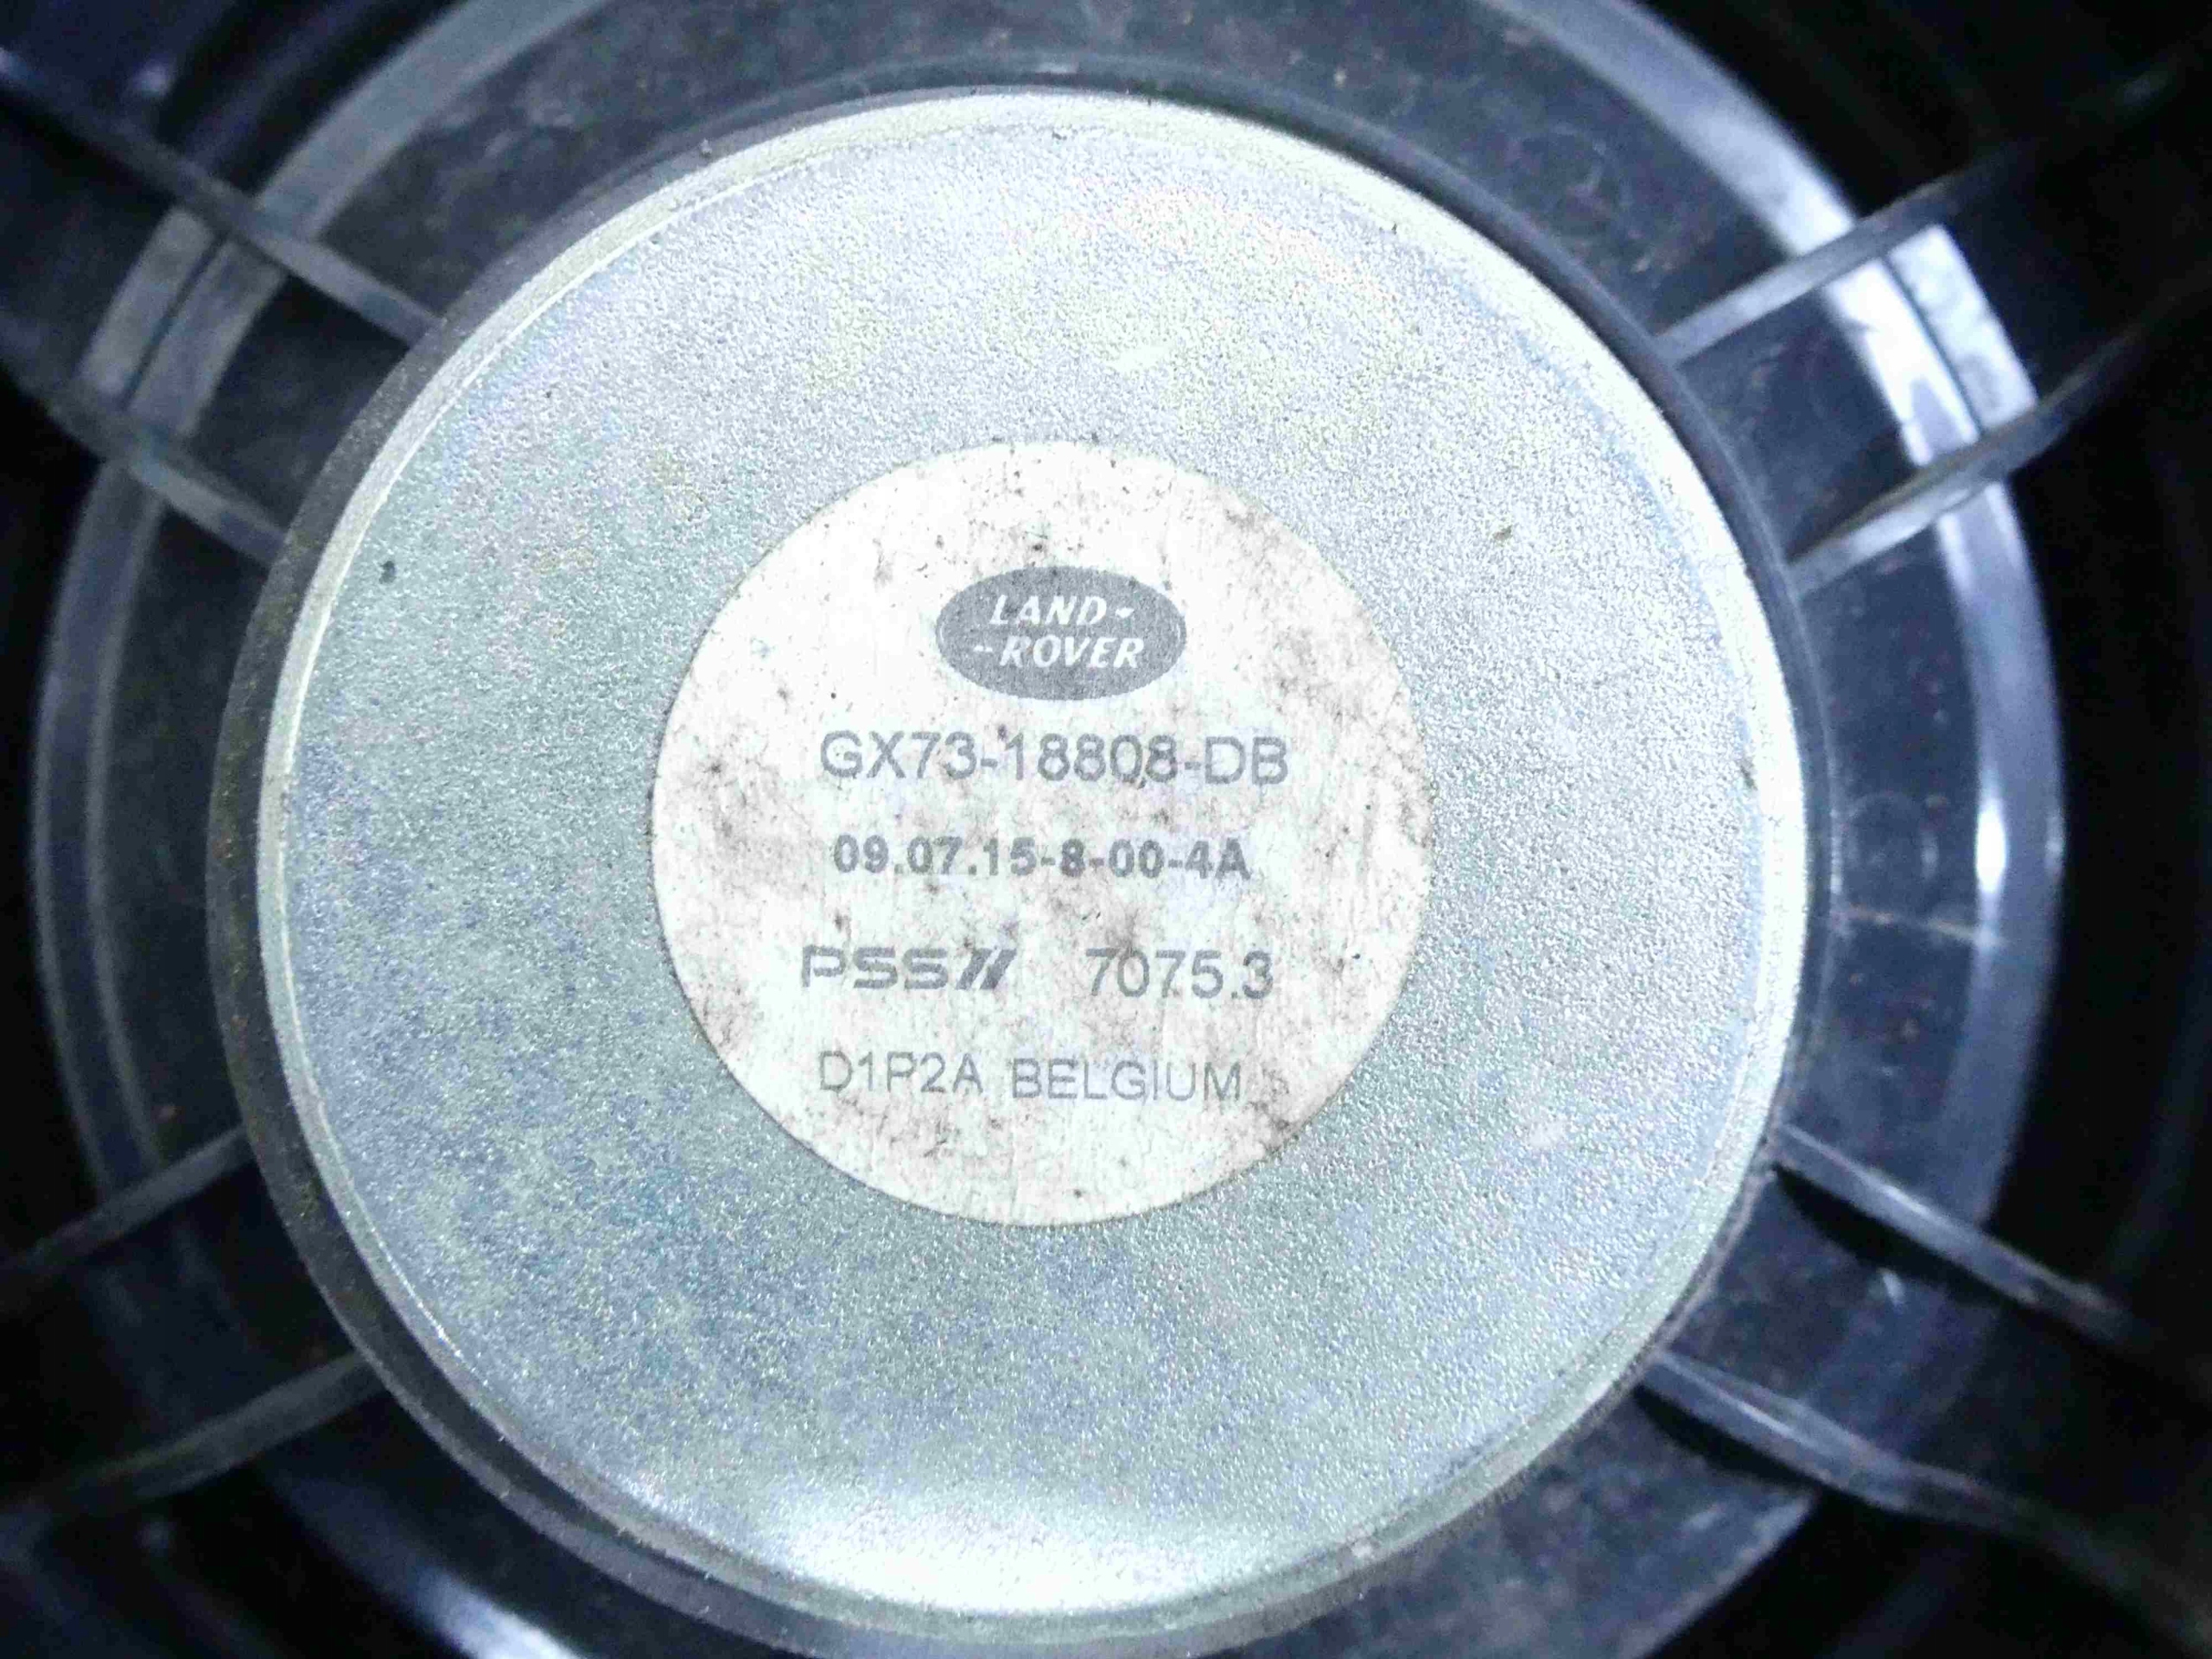 LAND-
-ROVER
GX73-18808-DB
09.07.15-8-00-4A
PSS 7075.3
D1P2A BELGIUM